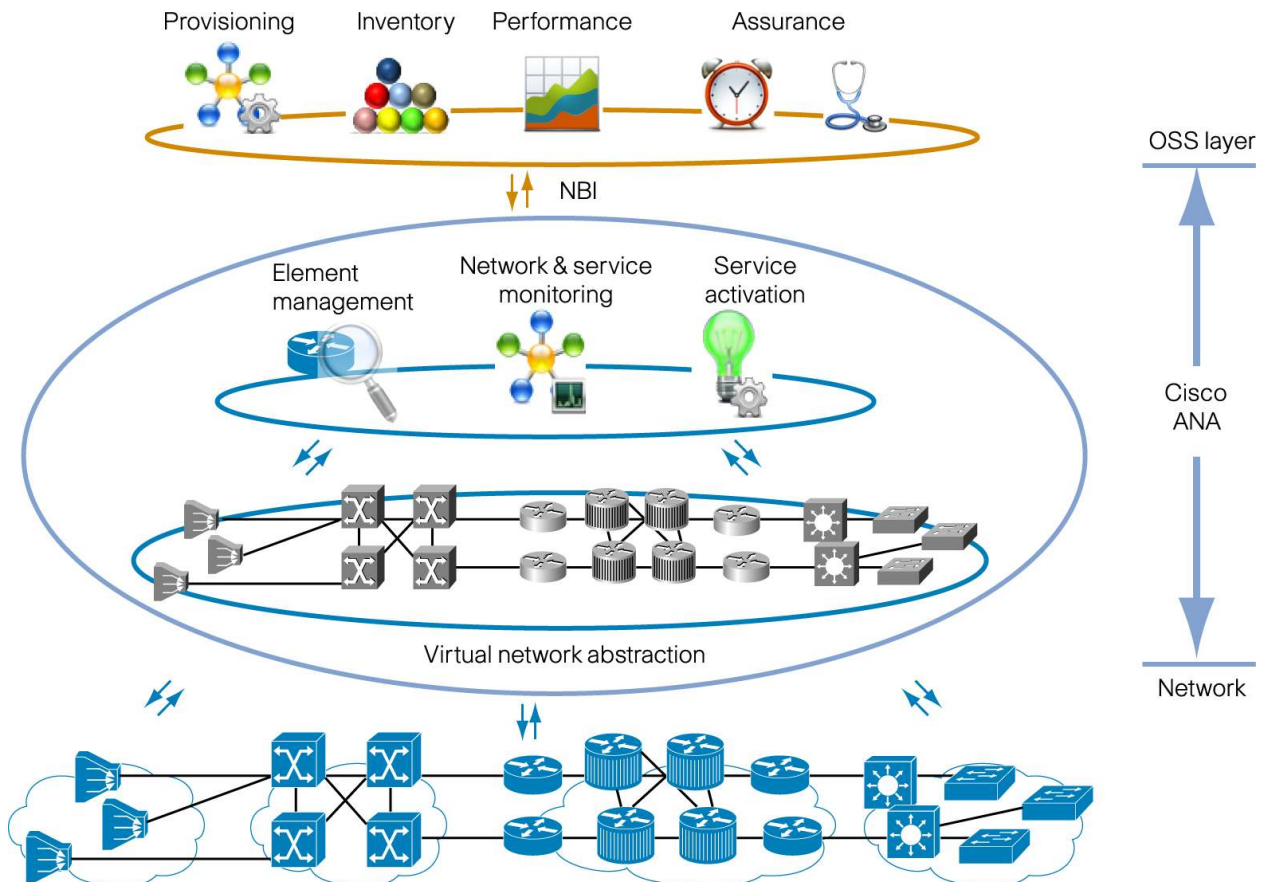 Provisioning
Inventory
Performance
Assurance
OSS layer
NBI
Element
management
Network & service
monitoring
Service
activation
Cisco
ANA
Virtual network abstraction
Network